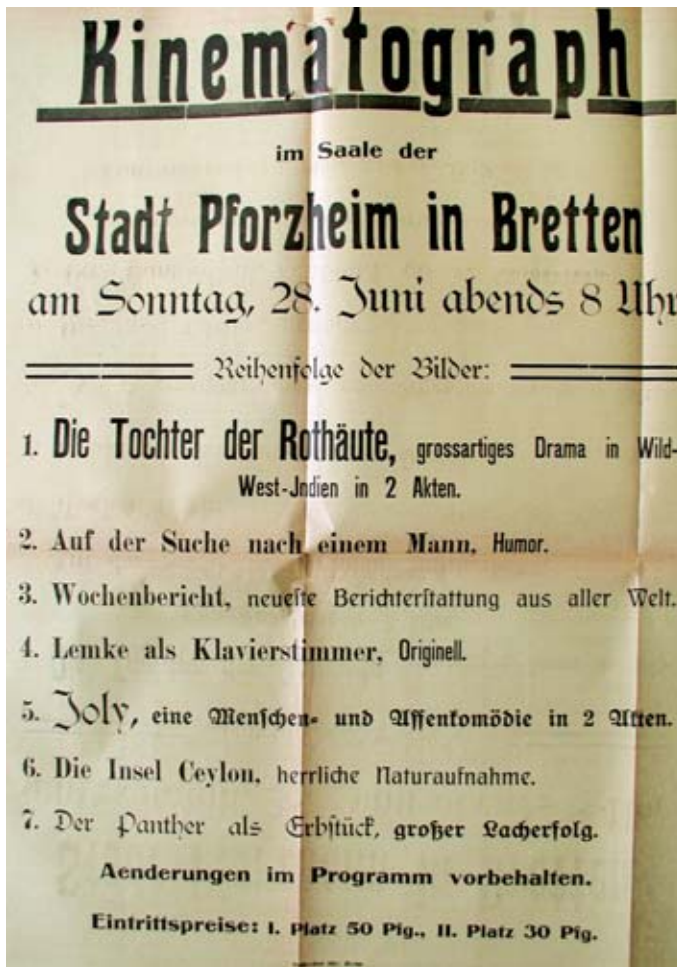 Kinematograph
im Saale der
Stadt Pforzheim in Bretten
am Sonntag, 28. Juni abends 8 Uhr
Reihenfolge der Bilder:
1. Die Tochter der Rothäute, grossartiges Drama in Wild-
West-Jndien in 2 Akten.
2. Auf der Suche nach einem Mann, Humor.
3. Wochenbericht, neueſte Berichterſtattung aus aller Welt.
4. Lemke als Klavierstimmer, Originell.
5. Joly, eine Menſchen- und Affenkomödie in 2 Akten.
6. Die Insel Ceylon, herrliche Naturaufnahme.
7. Der Panther als Erbſtück, großer Lacherfolg.
Aenderungen im Programm vorbehalten.
Eintrittspreise: I. Platz 50 Pfg., II. Platz 30 Pfg.